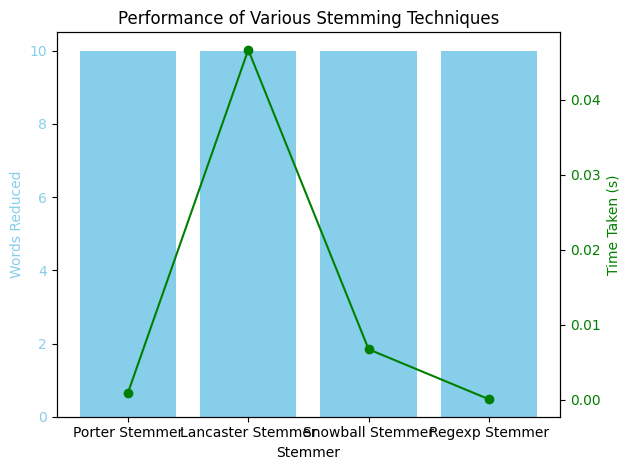 Performance of Various Stemming Techniques
10
8
6
4
2
0
Words Reduced
0.04
0.03
0.02
0.01
0.00
Time Taken (s)
Porter Stemmer Lancaster Stemmer Snowball Stemmer Regexp Stemmer
Stemmer